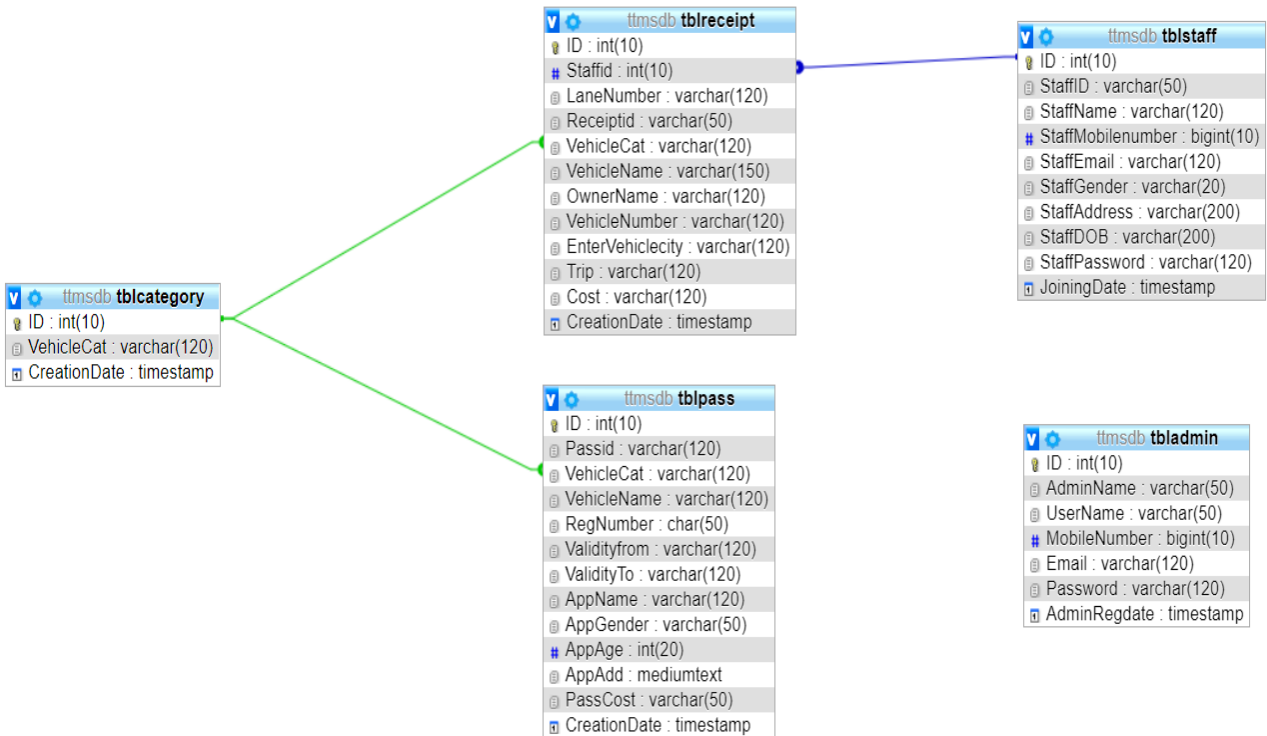 ttmsdb tblreceipt
ID : int(10)
Staffid : int(10)
LaneNumber : varchar(120)
Receiptid : varchar(50)
VehicleCat : varchar(120)
VehicleName : varchar(150)
OwnerName : varchar(120)
VehicleNumber : varchar(120)
EnterVehiclecity : varchar(120)
Trip : varchar(120)
Cost : varchar(120)
CreationDate : timestamp
ttmsdb tblstaff
ID : int(10)
StaffID : varchar(50)
StaffName : varchar(120)
StaffMobilenumber : bigint(10)
StaffEmail : varchar(120)
StaffGender : varchar(20)
StaffAddress : varchar(200)
StaffDOB : varchar(200)
StaffPassword : varchar(120)
JoiningDate : timestamp
ttmsdb tblcategory
ID : int(10)
VehicleCat : varchar(120)
CreationDate : timestamp
ttmsdb tblpass
ID : int(10)
Passid : varchar(120)
VehicleCat : varchar(120)
VehicleName : varchar(120)
RegNumber : char(50)
Validityfrom : varchar(120)
ValidityTo : varchar(120)
AppName : varchar(120)
AppGender : varchar(50)
AppAge : int(20)
AppAdd : mediumtext
PassCost : varchar(50)
CreationDate : timestamp
ttmsdb tbladmin
ID : int(10)
AdminName : varchar(50)
UserName : varchar(50)
MobileNumber : bigint(10)
Email : varchar(120)
Password : varchar(120)
AdminRegdate : timestamp